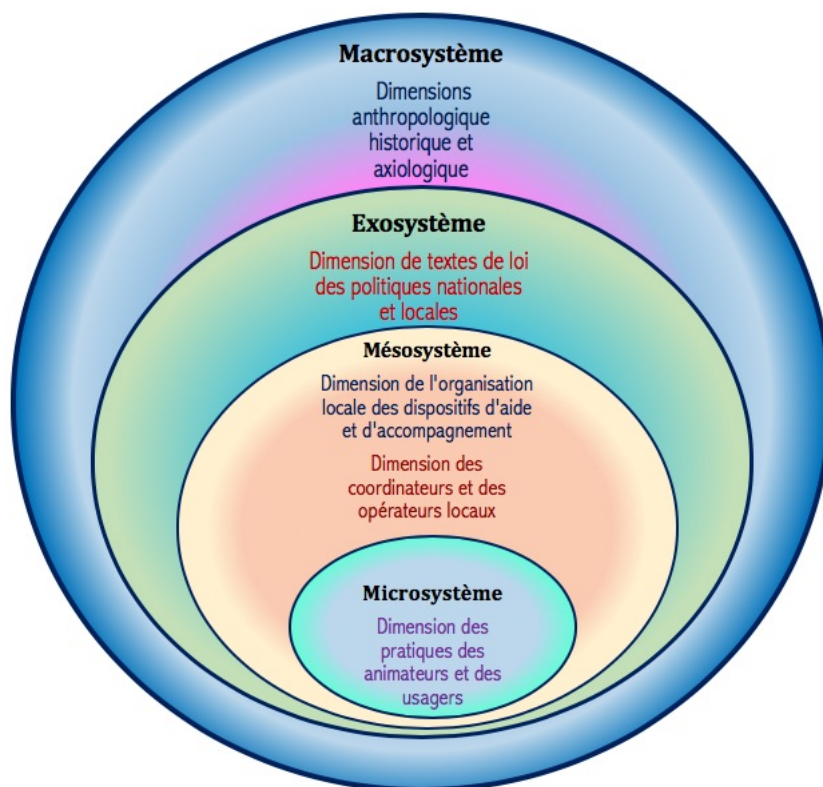 Macrosystème
Dimensions
anthropologique
historique et
axiologique
Exosystème
Dimension de textes de loi
des politiques nationales
et locales
Mésosystème
Dimension de l'organisation
locale des dispositifs d'aide
et d'accompagnement
Dimension des
coordinateurs et des
opérateurs locaux
Microsystème
Dimension des
pratiques des
animateurs et des
usagers